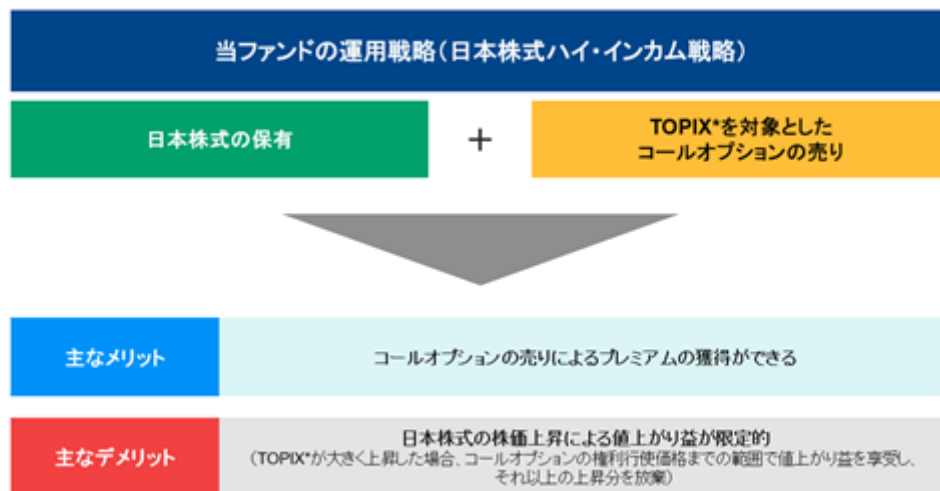 当ファンドの運用戦略（日本株式ハイ・インカム戦略）
日本株式の保有
+
TOPIX*を対象とした
コールオプションの売り
主なメリット
コールオプションの売りによるプレミアムの獲得ができる
主なデメリット
日本株式の株価上昇による値上がり益が限定的
（TOPIX*が大きく上昇した場合、コールオプションの権利行使価格までの範囲で値上がり益を享受し、
それ以上の上昇分を放棄）